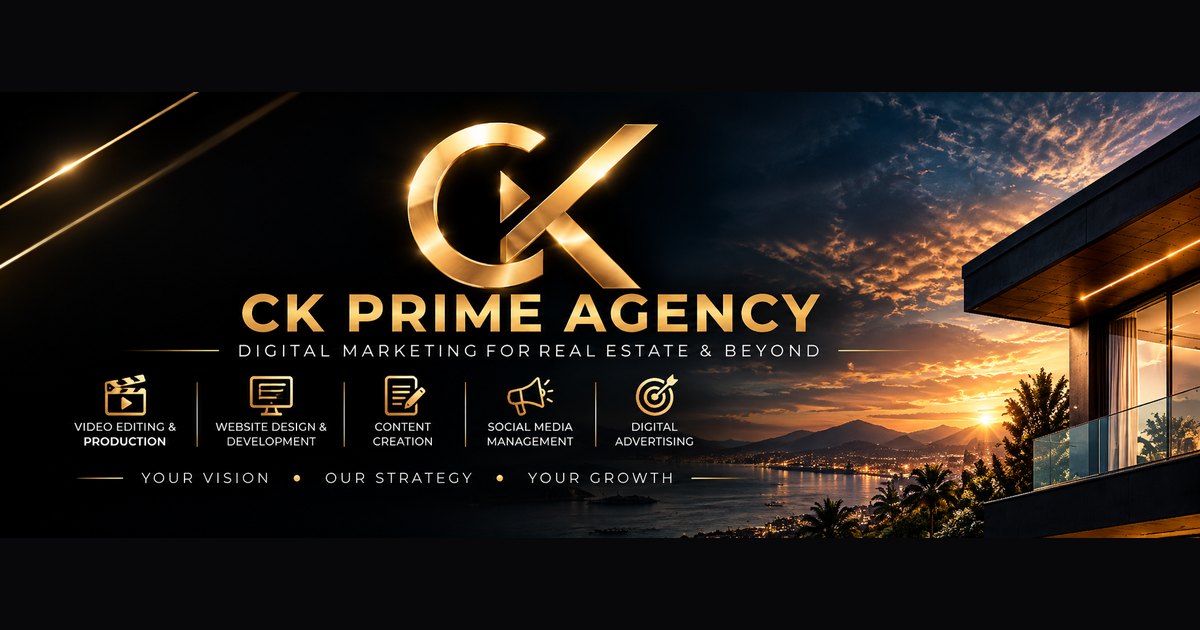 CK
CK PRIME AGENCY
DIGITAL MARKETING FOR REAL ESTATE & BEYOND
VIDEO EDITING &
PRODUCTION
WEBSITE DESIGN &
DEVELOPMENT
CONTENT
CREATION
SOCIAL MEDIA
MANAGEMENT
DIGITAL
ADVERTISING
YOUR VISION • OUR STRATEGY • YOUR GROWTH